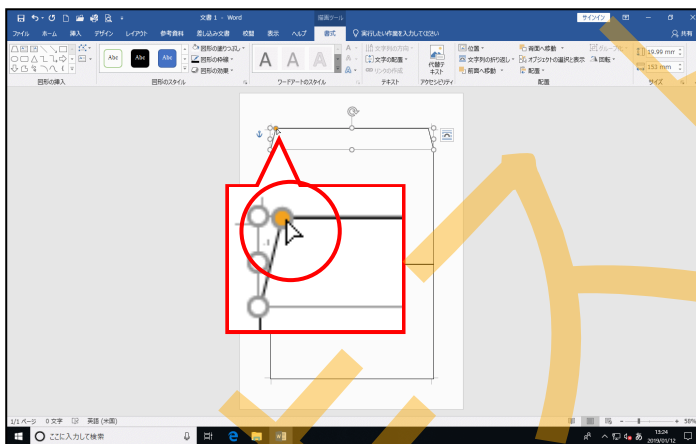 文書 1 - Word
描画ツール
サインイン
ファイル ホーム 挿入 デザイン レイアウト 参考資料 差し込み文書 校閲 表示 ヘルプ 書式 実行したい作業を入力してください
共有
Abc Abc Abc
図形の塗りつぶし
図形の枠線
図形の効果
A A A
文字列の方向
文字の配置
リンクの作成
代替テキスト
位置
文字列の折り返し
前面へ移動
背面へ移動
オブジェクトの選択と表示
配置
グループ化
回転
19.99 mm
153 mm
図形の挿入 図形のスタイル ワードアートのスタイル テキスト アクセシビリティ 配置 サイズ
1/1 ページ 0 文字 英語 (米国)
50%
ここに入力して検索
あ
13:24
2019/01/12